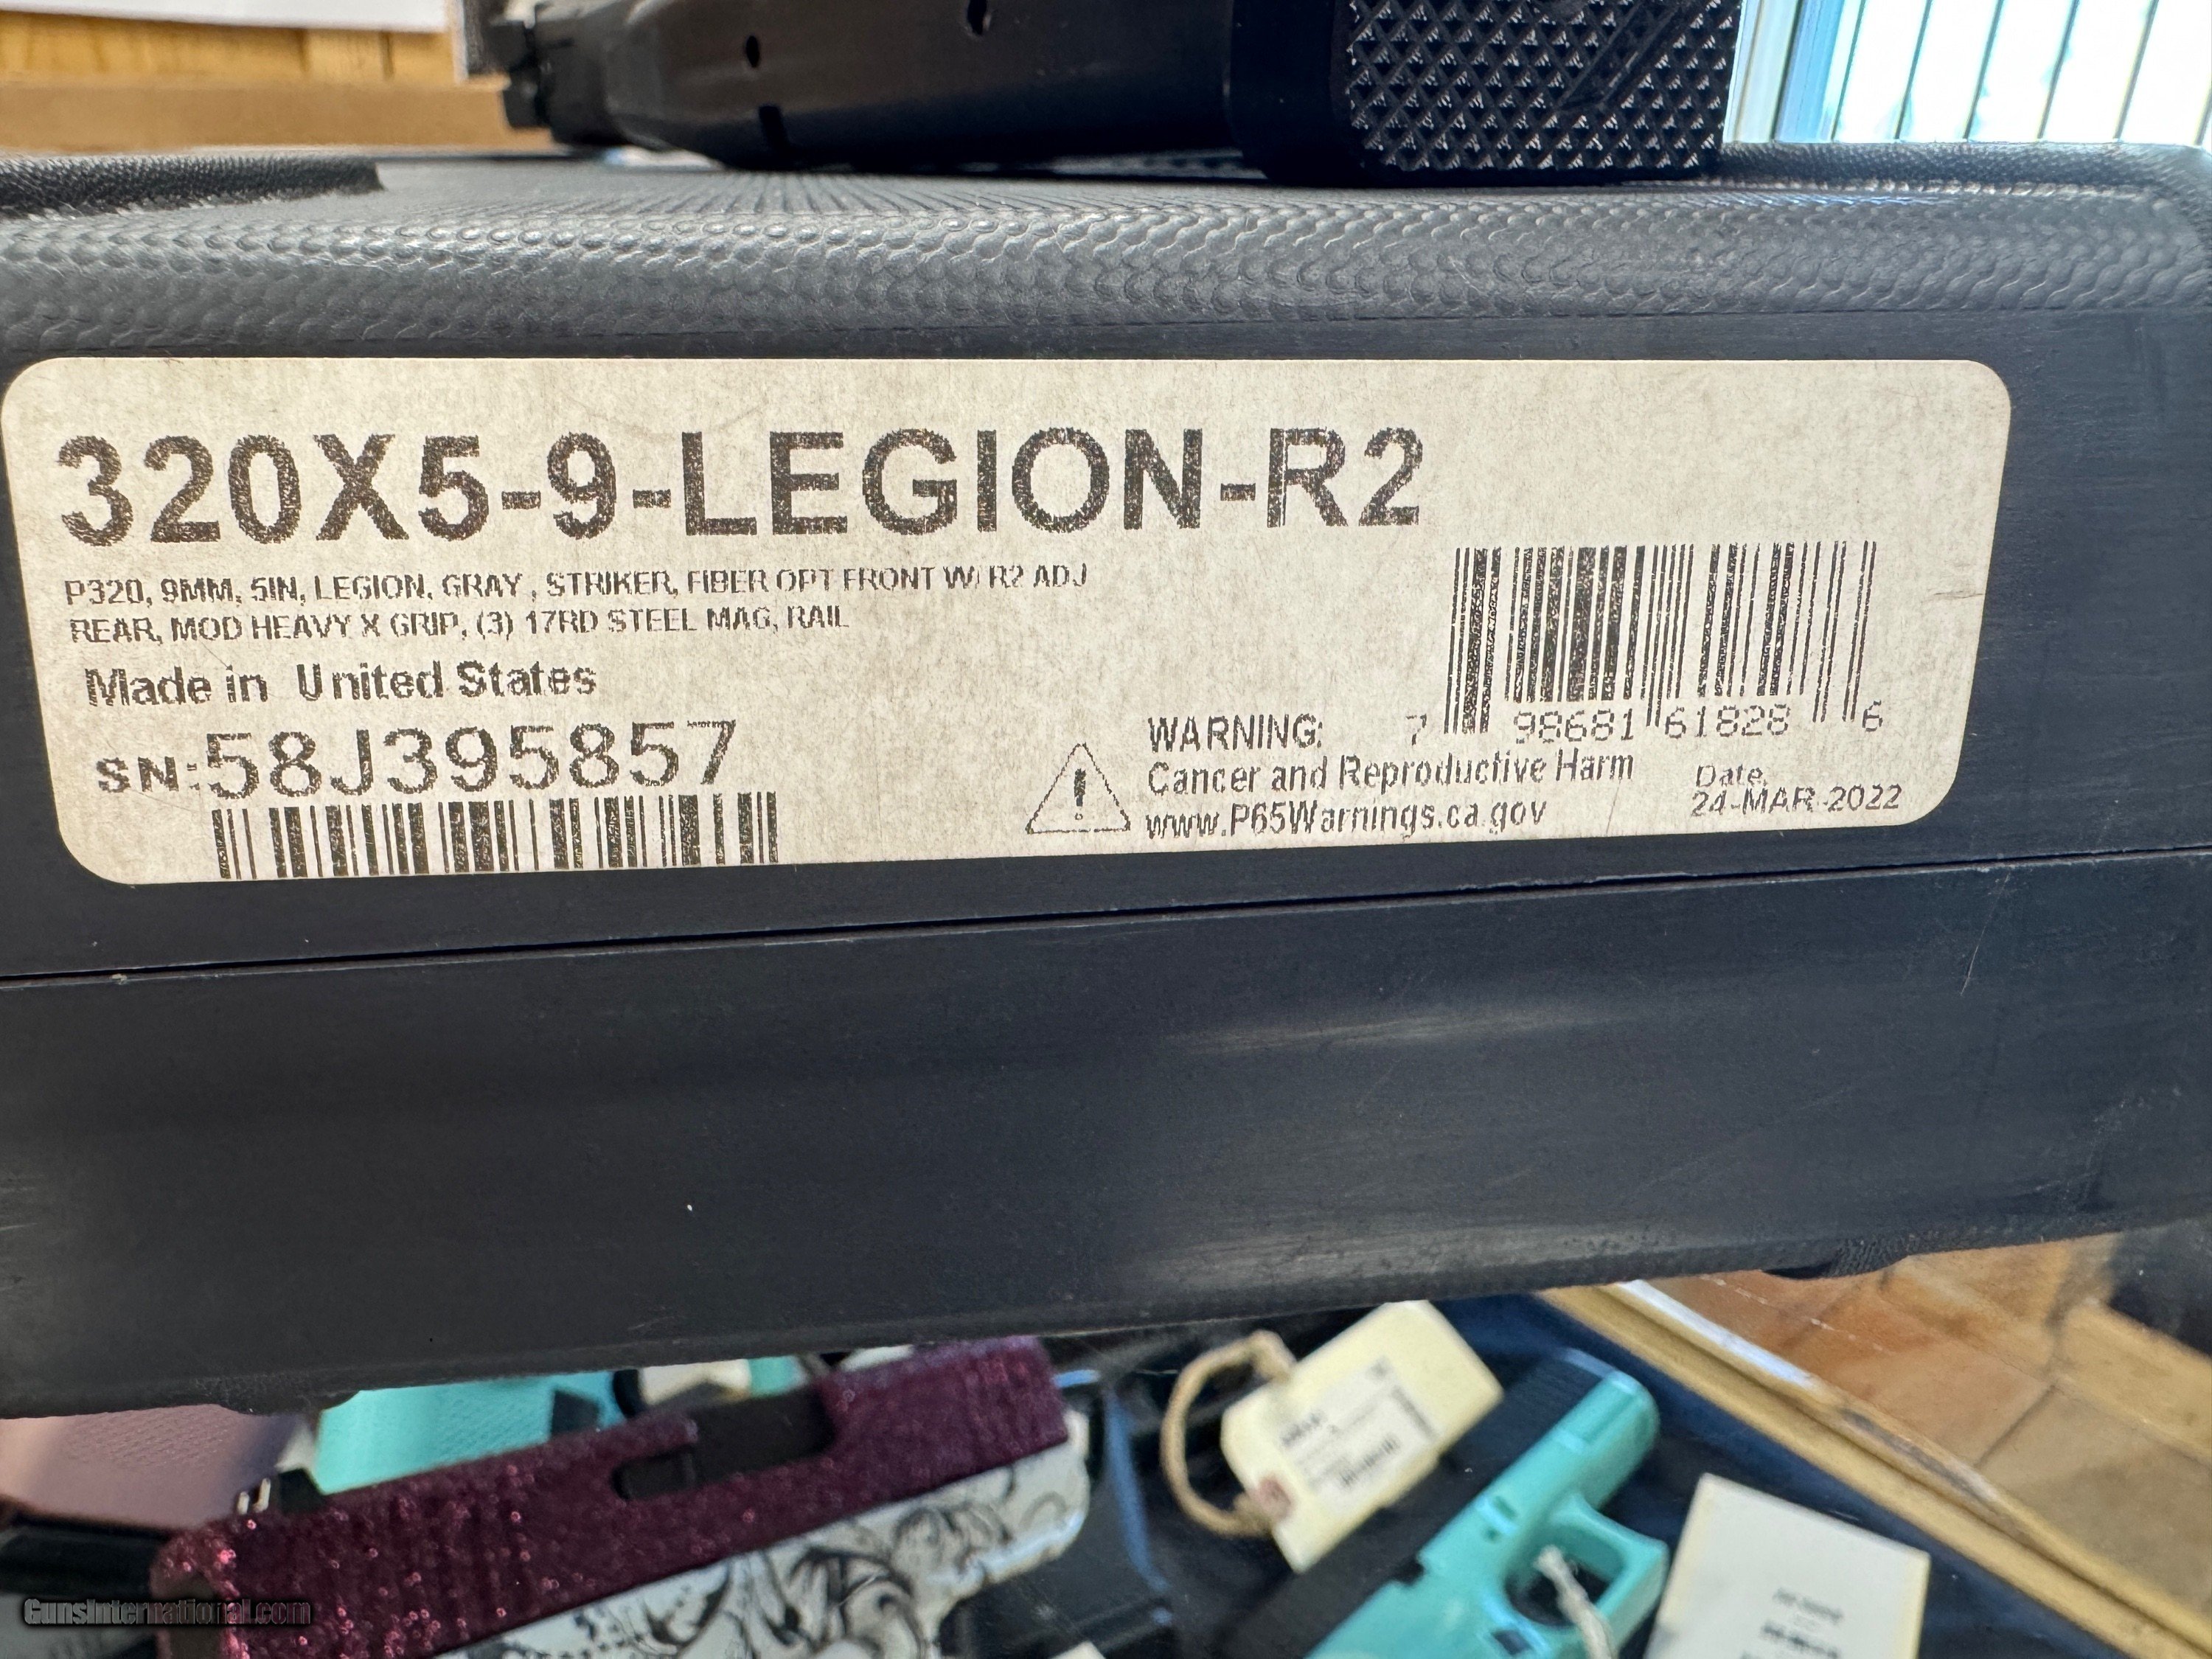 320X5-9-LEGION-R2
P320, 9MM, 5IN, LEGION, GRAY , STRIKER, FIBER OPT FRONT W/ R2 ADJ
REAR, MOD HEAVY X GRIP, (3) 17RD STEEL MAG, RAIL
Made in United States
SN:58J395857
WARNING:
Cancer and Reproductive Harm
www.P65Warnings.ca.gov
7 98681 61828 6
Date,
24-MAR-2022
GunsInternational.com